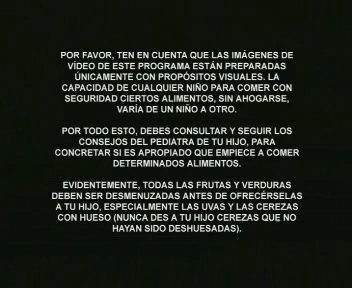 POR FAVOR, TEN EN CUENTA QUE LAS IMÁGENES DE
VÍDEO DE ESTE PROGRAMA ESTÁN PREPARADAS
ÚNICAMENTE CON PROPÓSITOS VISUALES. LA
CAPACIDAD DE CUALQUIER NIÑO PARA COMER CON
SEGURIDAD CIERTOS ALIMENTOS, SIN AHOGARSE,
VARÍA DE UN NIÑO A OTRO.
POR TODO ESTO, DEBES CONSULTAR Y SEGUIR LOS
CONSEJOS DEL PEDIATRA DE TU HIJO, PARA
CONCRETAR SI ES APROPIADO QUE EMPIECE A COMER
DETERMINADOS ALIMENTOS.
EVIDENTEMENTE, TODAS LAS FRUTAS Y VERDURAS
DEBEN SER DESMENUZADAS ANTES DE OFRECÉRSELAS
A TU HIJO, ESPECIALMENTE LAS UVAS Y LAS CEREZAS
CON HUESO (NUNCA DES A TU HIJO CEREZAS QUE NO
HAYAN SIDO DESHUESADAS).